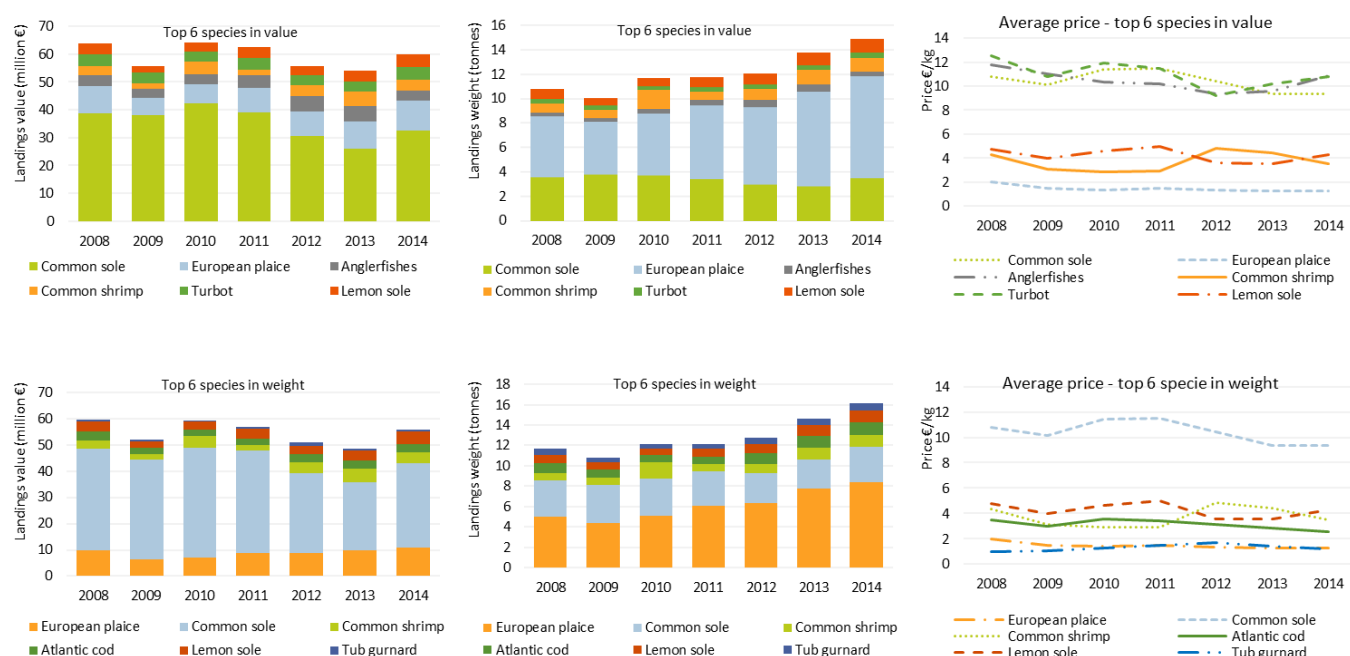 Top 6 species in value
Landings value (million €)
70
60
50
40
30
20
10
0
2008 2009 2010 2011 2012 2013 2014
Common sole European plaice Anglerfishes
Common shrimp Turbot Lemon sole
Top 6 species in value
Landings weight (tonnes)
16
14
12
10
8
6
4
2
0
2008 2009 2010 2011 2012 2013 2014
Common sole European plaice Anglerfishes
Common shrimp Turbot Lemon sole
Average price - top 6 species in value
Price €/kg
14
12
10
8
6
4
2
0
2008 2009 2010 2011 2012 2013 2014
Common sole European plaice
Anglerfishes Common shrimp
Turbot Lemon sole
Top 6 species in weight
Landings value (million €)
70
60
50
40
30
20
10
0
2008 2009 2010 2011 2012 2013 2014
European plaice Common sole Common shrimp
Atlantic cod Lemon sole Tub gurnard
Top 6 species in weight
Landings weight (tonnes)
18
16
14
12
10
8
6
4
2
0
2008 2009 2010 2011 2012 2013 2014
European plaice Common sole Common shrimp
Atlantic cod Lemon sole Tub gurnard
Average price - top 6 specie in weight
Price €/kg
14
12
10
8
6
4
2
0
2008 2009 2010 2011 2012 2013 2014
European plaice Common sole
Common shrimp Atlantic cod
Lemon sole Tub gurnard